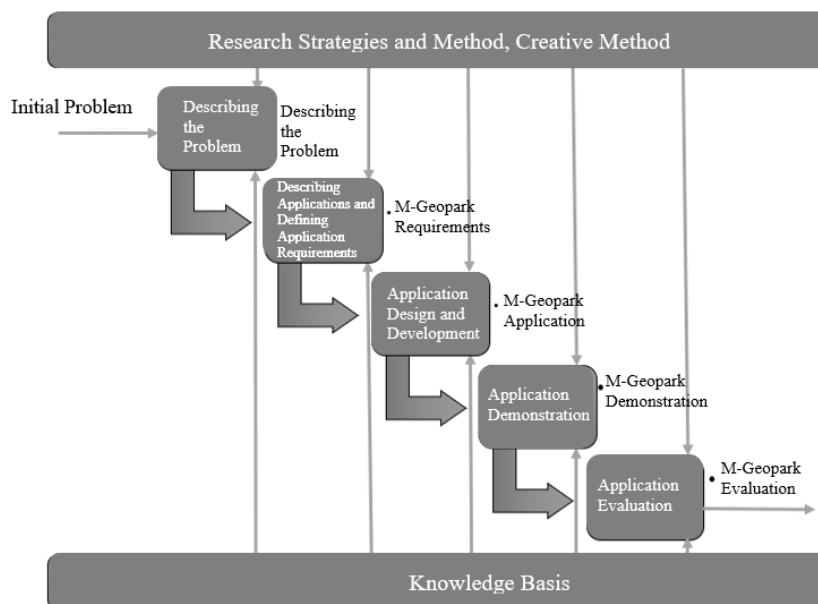 Research Strategies and Method, Creative Method
Initial Problem
Describing
the
Problem
Describing
the
Problem
Describing
Applications and
Defining
Application
Requirements
• M-Geopark
Requirements
Application
Design and
Development
• M-Geopark
Application
Application
Demonstration
• M-Geopark
Demonstration
Application
Evaluation
• M-Geopark
Evaluation
Knowledge Basis